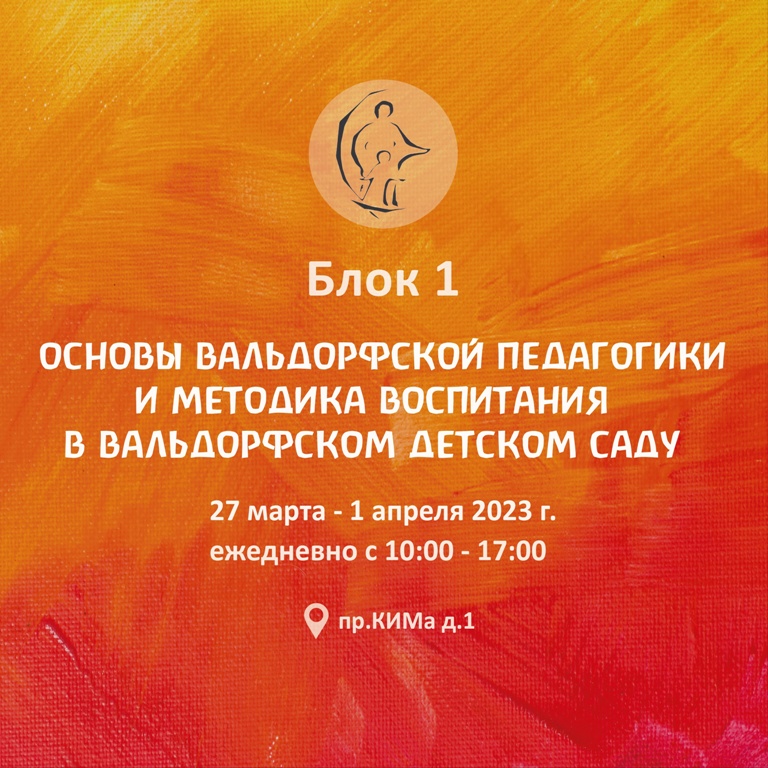 Блок 1
ОСНОВЫ ВАЛЬДОРФСКОЙ ПЕДАГОГИКИ
И МЕТОДИКА ВОСПИТАНИЯ
В ВАЛЬДОРФСКОМ ДЕТСКОМ САДУ
27 марта - 1 апреля 2023 г.
ежедневно с 10:00 - 17:00
пр.КИМа д.1